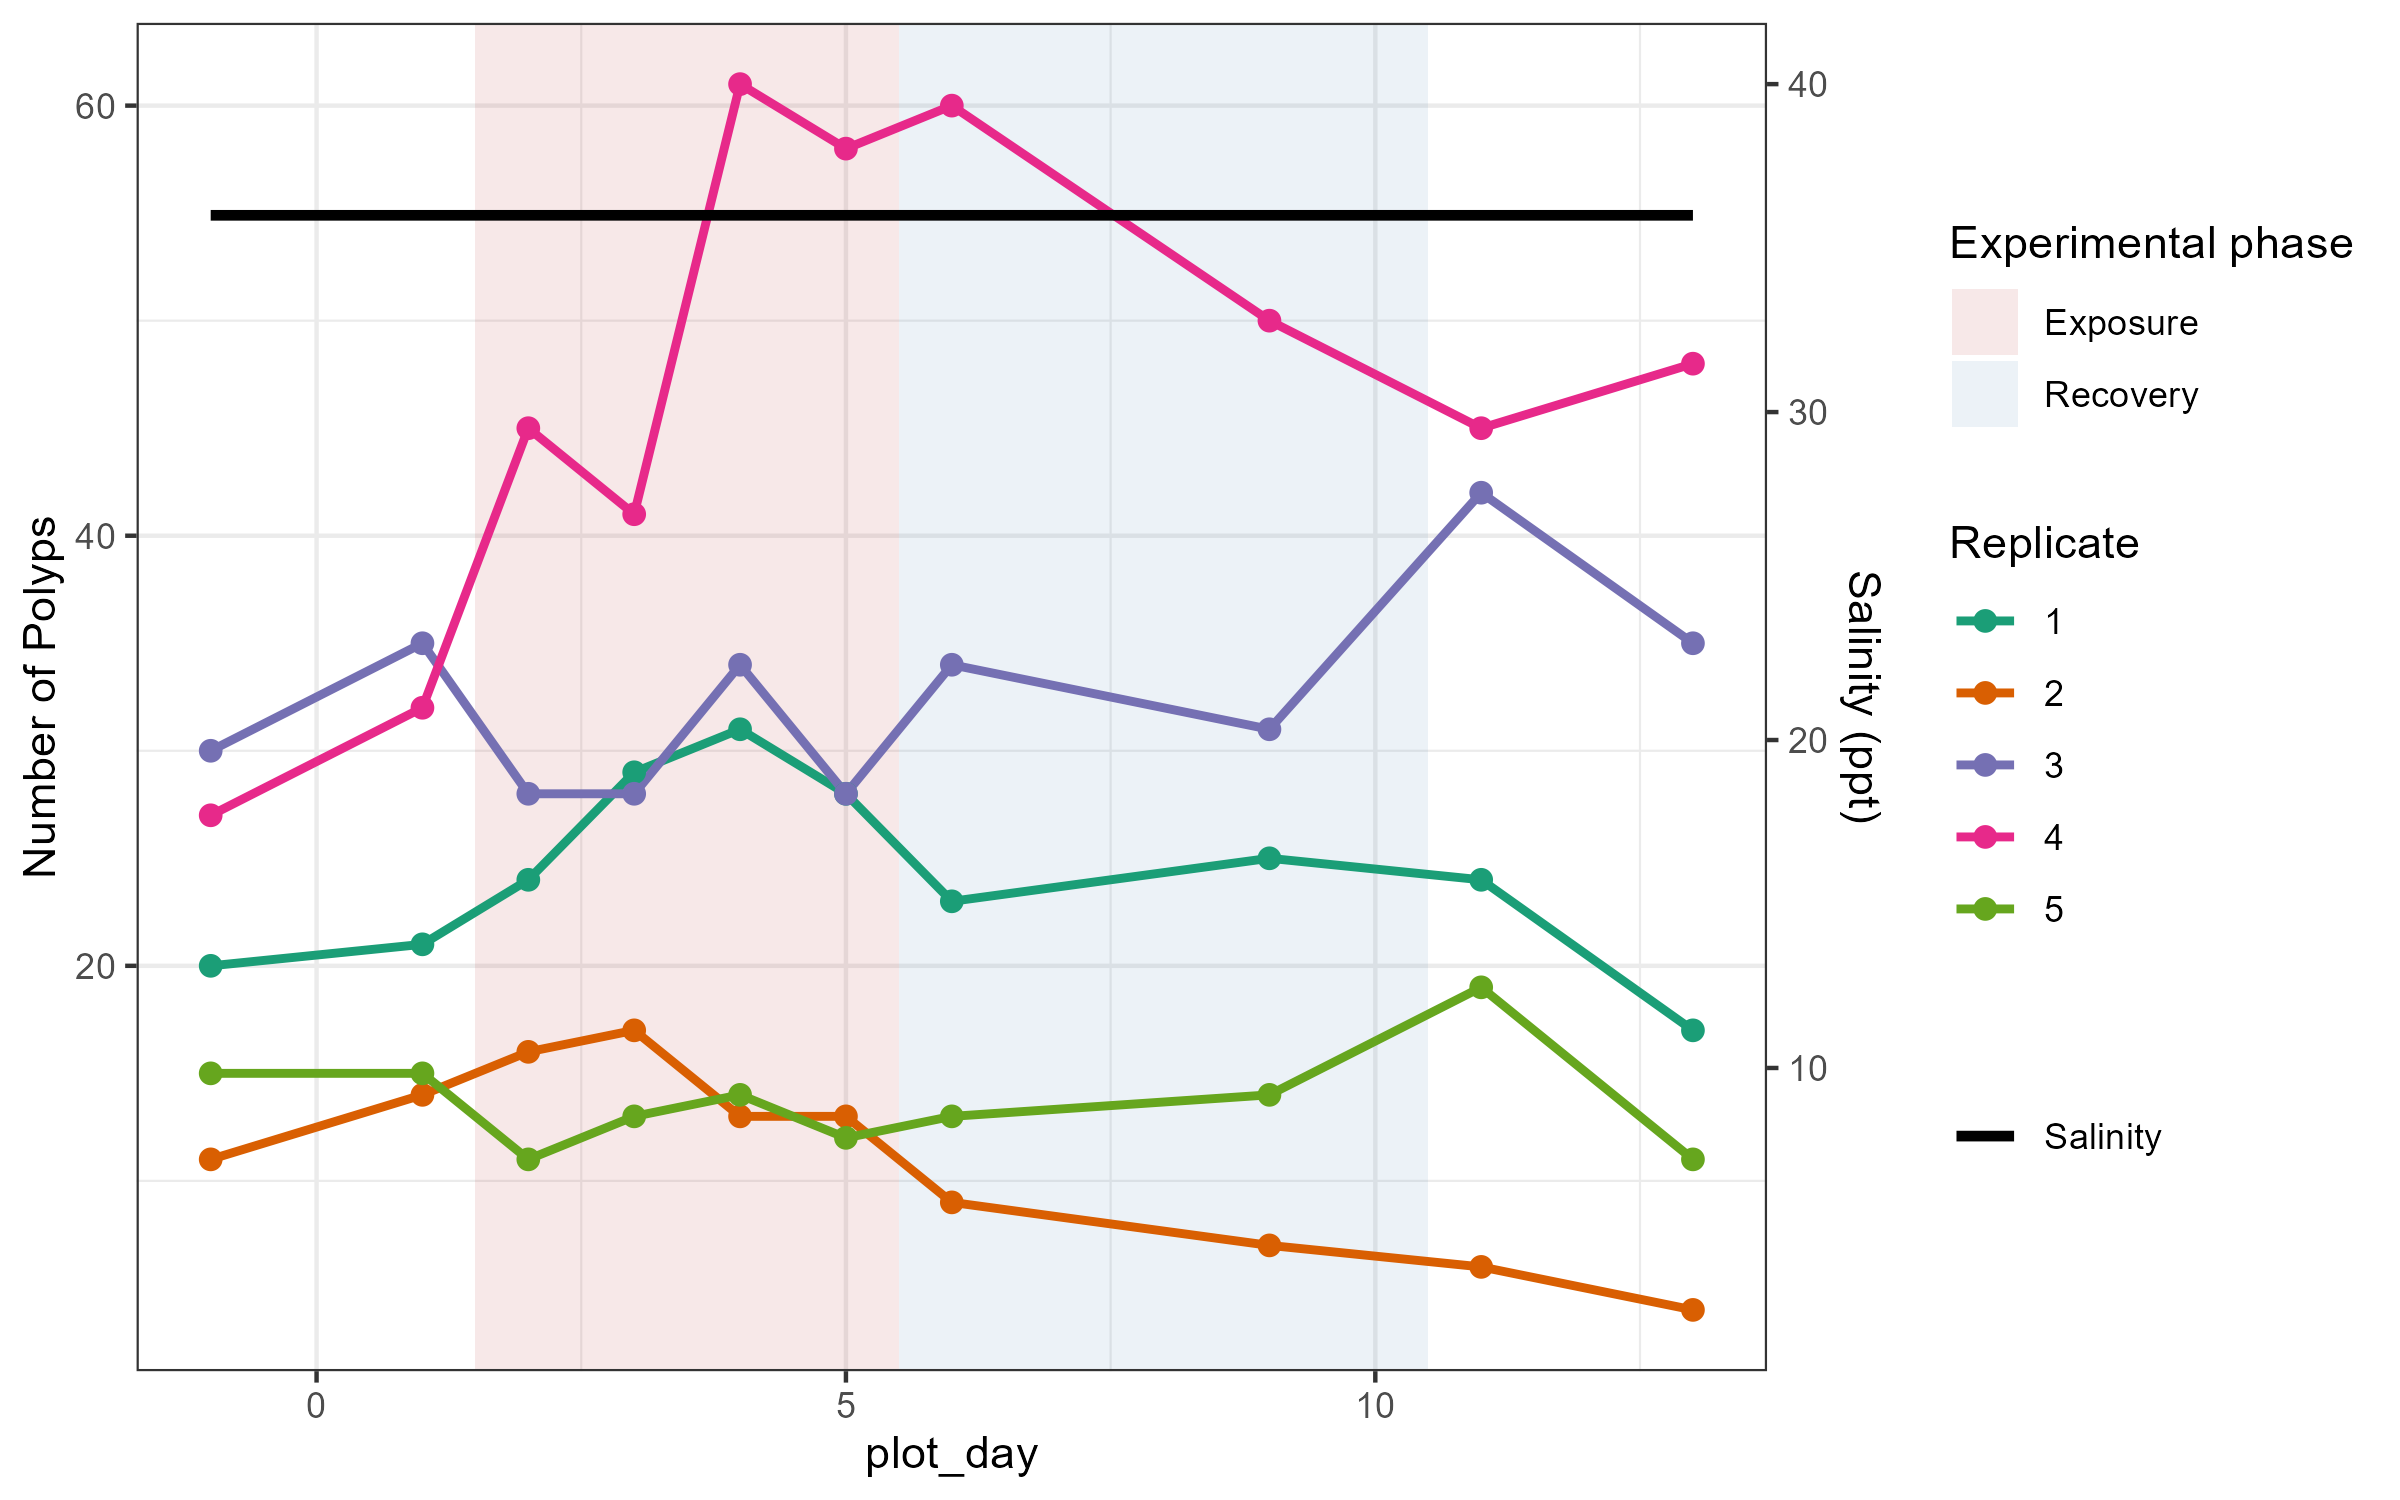 Number of Polyps
60
40
20
0
5
10
plot_day
40
30
20
10
Salinity (ppt)
Experimental phase
Exposure
Recovery
Replicate
1
2
3
4
5
Salinity